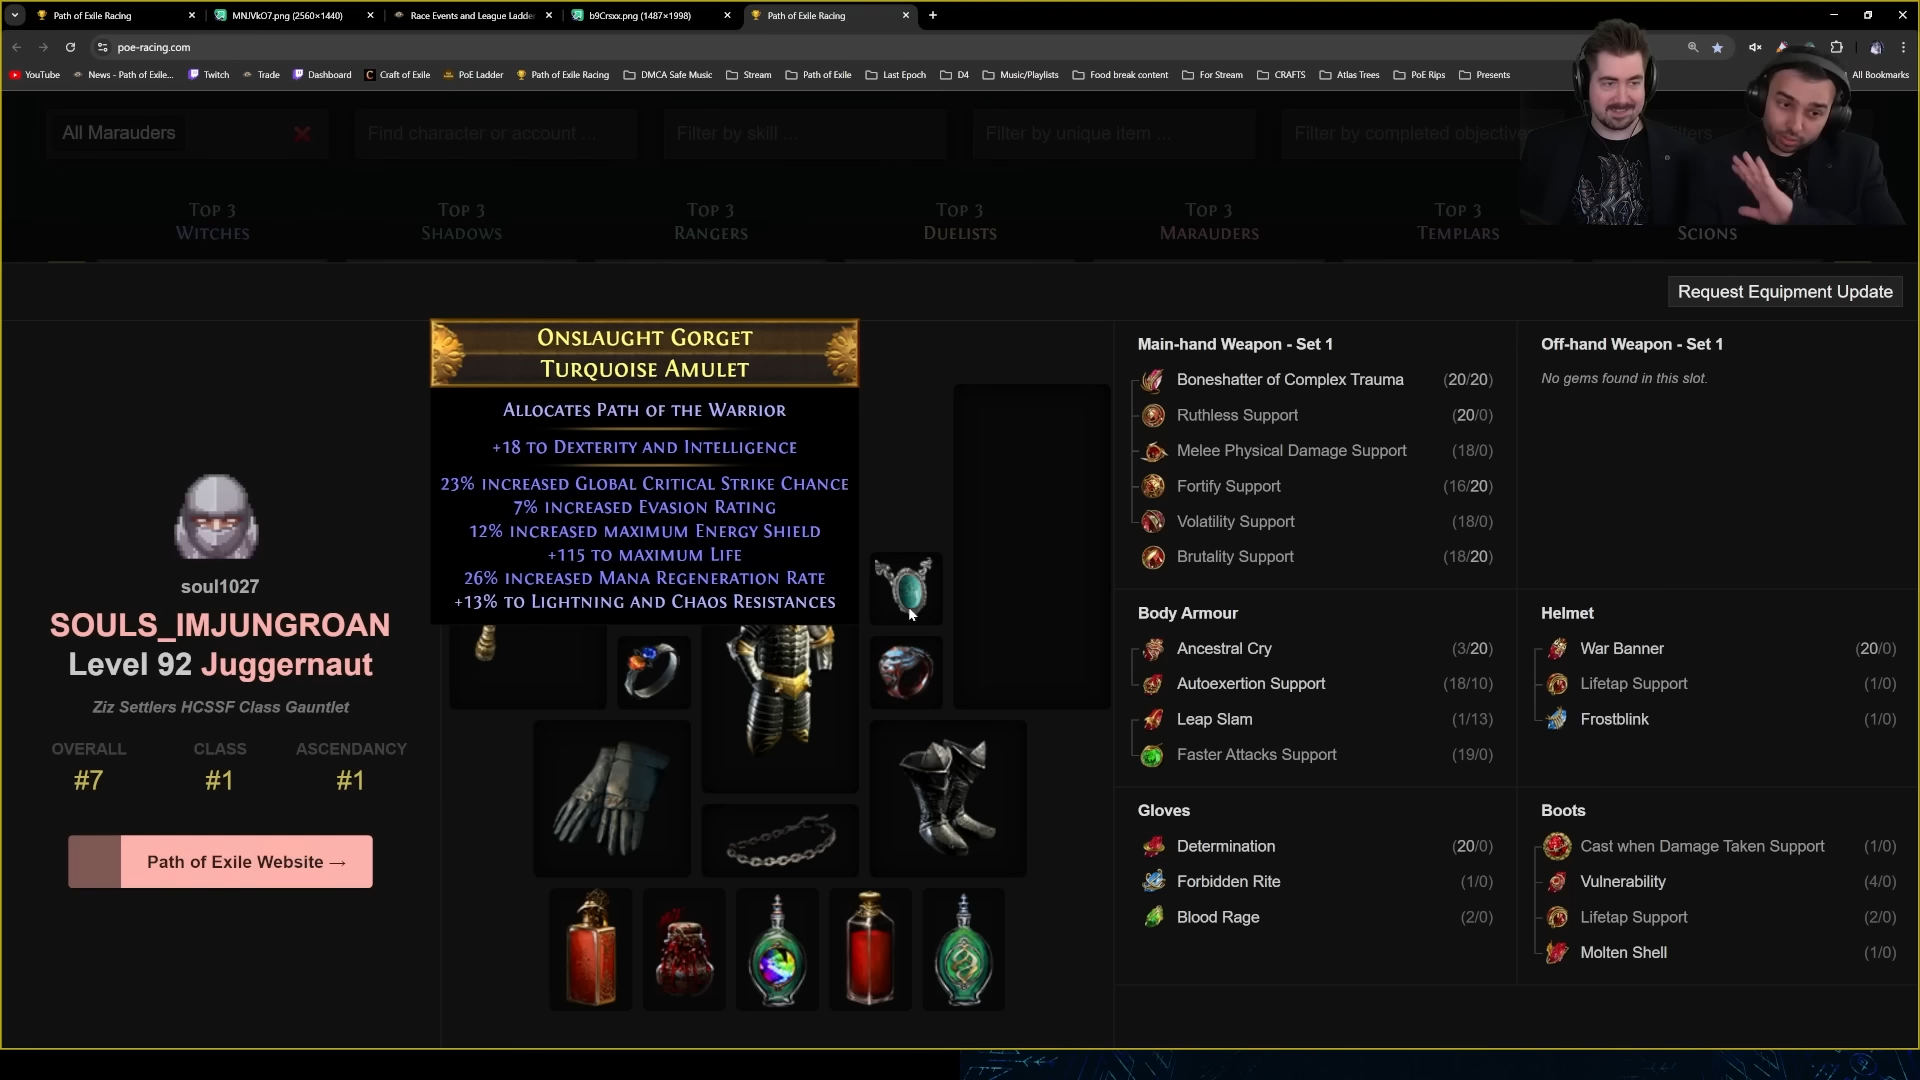 Path of Exile Racing
MNJVkO7.png (2560×1440)
Race Events and League Ladder
b9Crsxx.png (1487×1998)
Path of Exile Racing
poe-racing.com
YouTube
News - Path of Exile...
Twitch
Trade
Dashboard
Craft of Exile
PoE Ladder
Path of Exile Racing
DMCA Safe Music
Stream
Path of Exile
Last Epoch
D4
Music/Playlists
Food break content
For Stream
CRAFTS
Atlas Trees
PoE Rips
Presents
All Bookmarks
All Marauders
Find character or account ...
Filter by skill ...
Filter by unique item ...
Filter by completed objective
Top 3
Witches
Top 3
Shadows
Top 3
Rangers
Top 3
Duelists
Top 3
Marauders
Top 3
Templars
Scions
Request Equipment Update
soul1027
SOULS_IMJUNGROAN
Level 92 Juggernaut
Ziz Settlers HCSSF Class Gauntlet
OVERALL
#7
CLASS
#1
ASCENDANCY
#1
Path of Exile Website →
Onslaught Gorget
Turquoise Amulet
Allocates Path of the Warrior
+18 to Dexterity and Intelligence
23% increased Global Critical Strike Chance
7% increased Evasion Rating
12% increased maximum Energy Shield
+115 to maximum Life
26% increased Mana Regeneration Rate
+13% to Lightning and Chaos Resistances
Main-hand Weapon - Set 1
Boneshatter of Complex Trauma (20/20)
Ruthless Support (20/0)
Melee Physical Damage Support (18/0)
Fortify Support (16/20)
Volatility Support (18/0)
Brutality Support (18/20)
Off-hand Weapon - Set 1
No gems found in this slot.
Body Armour
Ancestral Cry (3/20)
Autoexertion Support (18/10)
Leap Slam (1/13)
Faster Attacks Support (19/0)
Helmet
War Banner (20/0)
Lifetap Support (1/0)
Frostblink (1/0)
Gloves
Determination (20/0)
Forbidden Rite (1/0)
Blood Rage (2/0)
Boots
Cast when Damage Taken Support (1/0)
Vulnerability (4/0)
Lifetap Support (2/0)
Molten Shell (1/0)